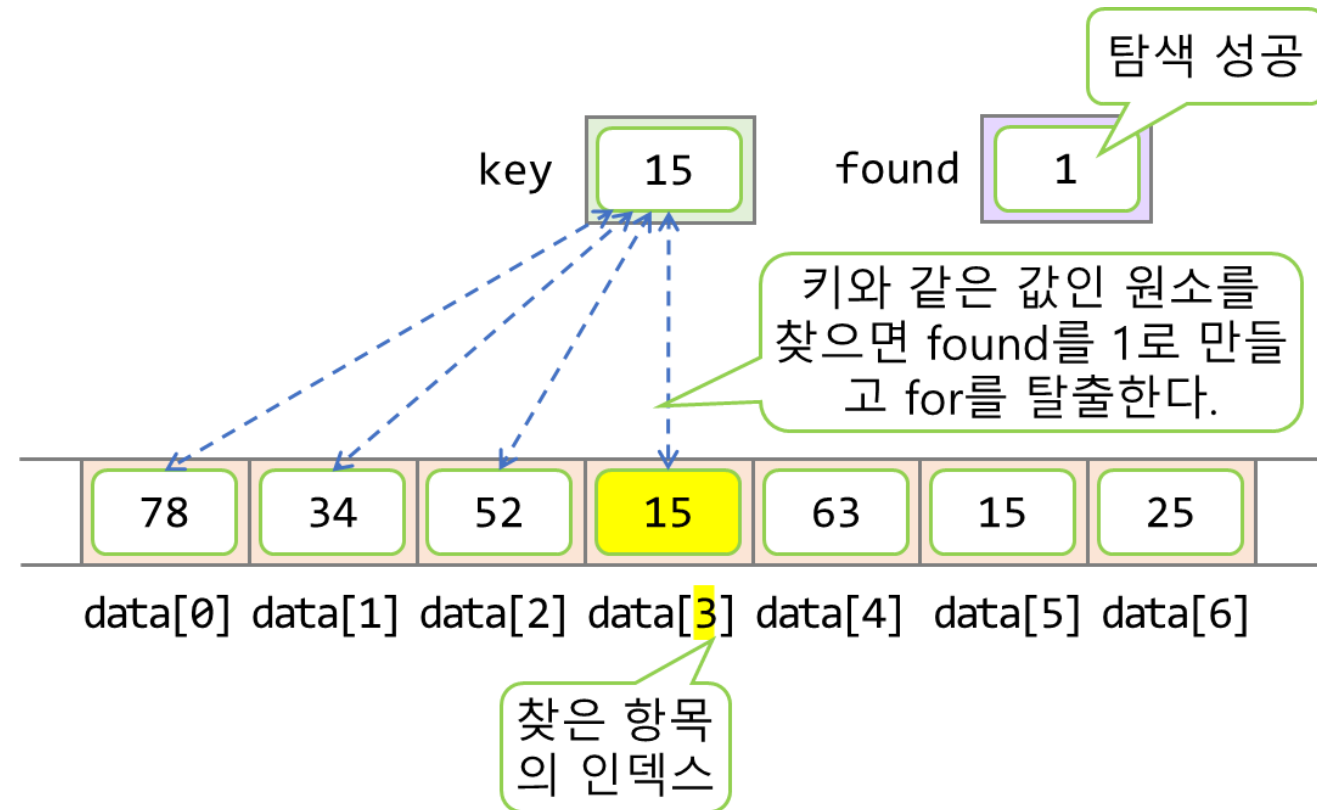 탐색 성공
key 15 found 1
키와 같은 값인 원소를
찾으면 found를 1로 만들
고 for를 탈출한다.
78 34 52 15 63 15 25
data[0] data[1] data[2] data[3] data[4] data[5] data[6]
찾은 항목
의 인덱스